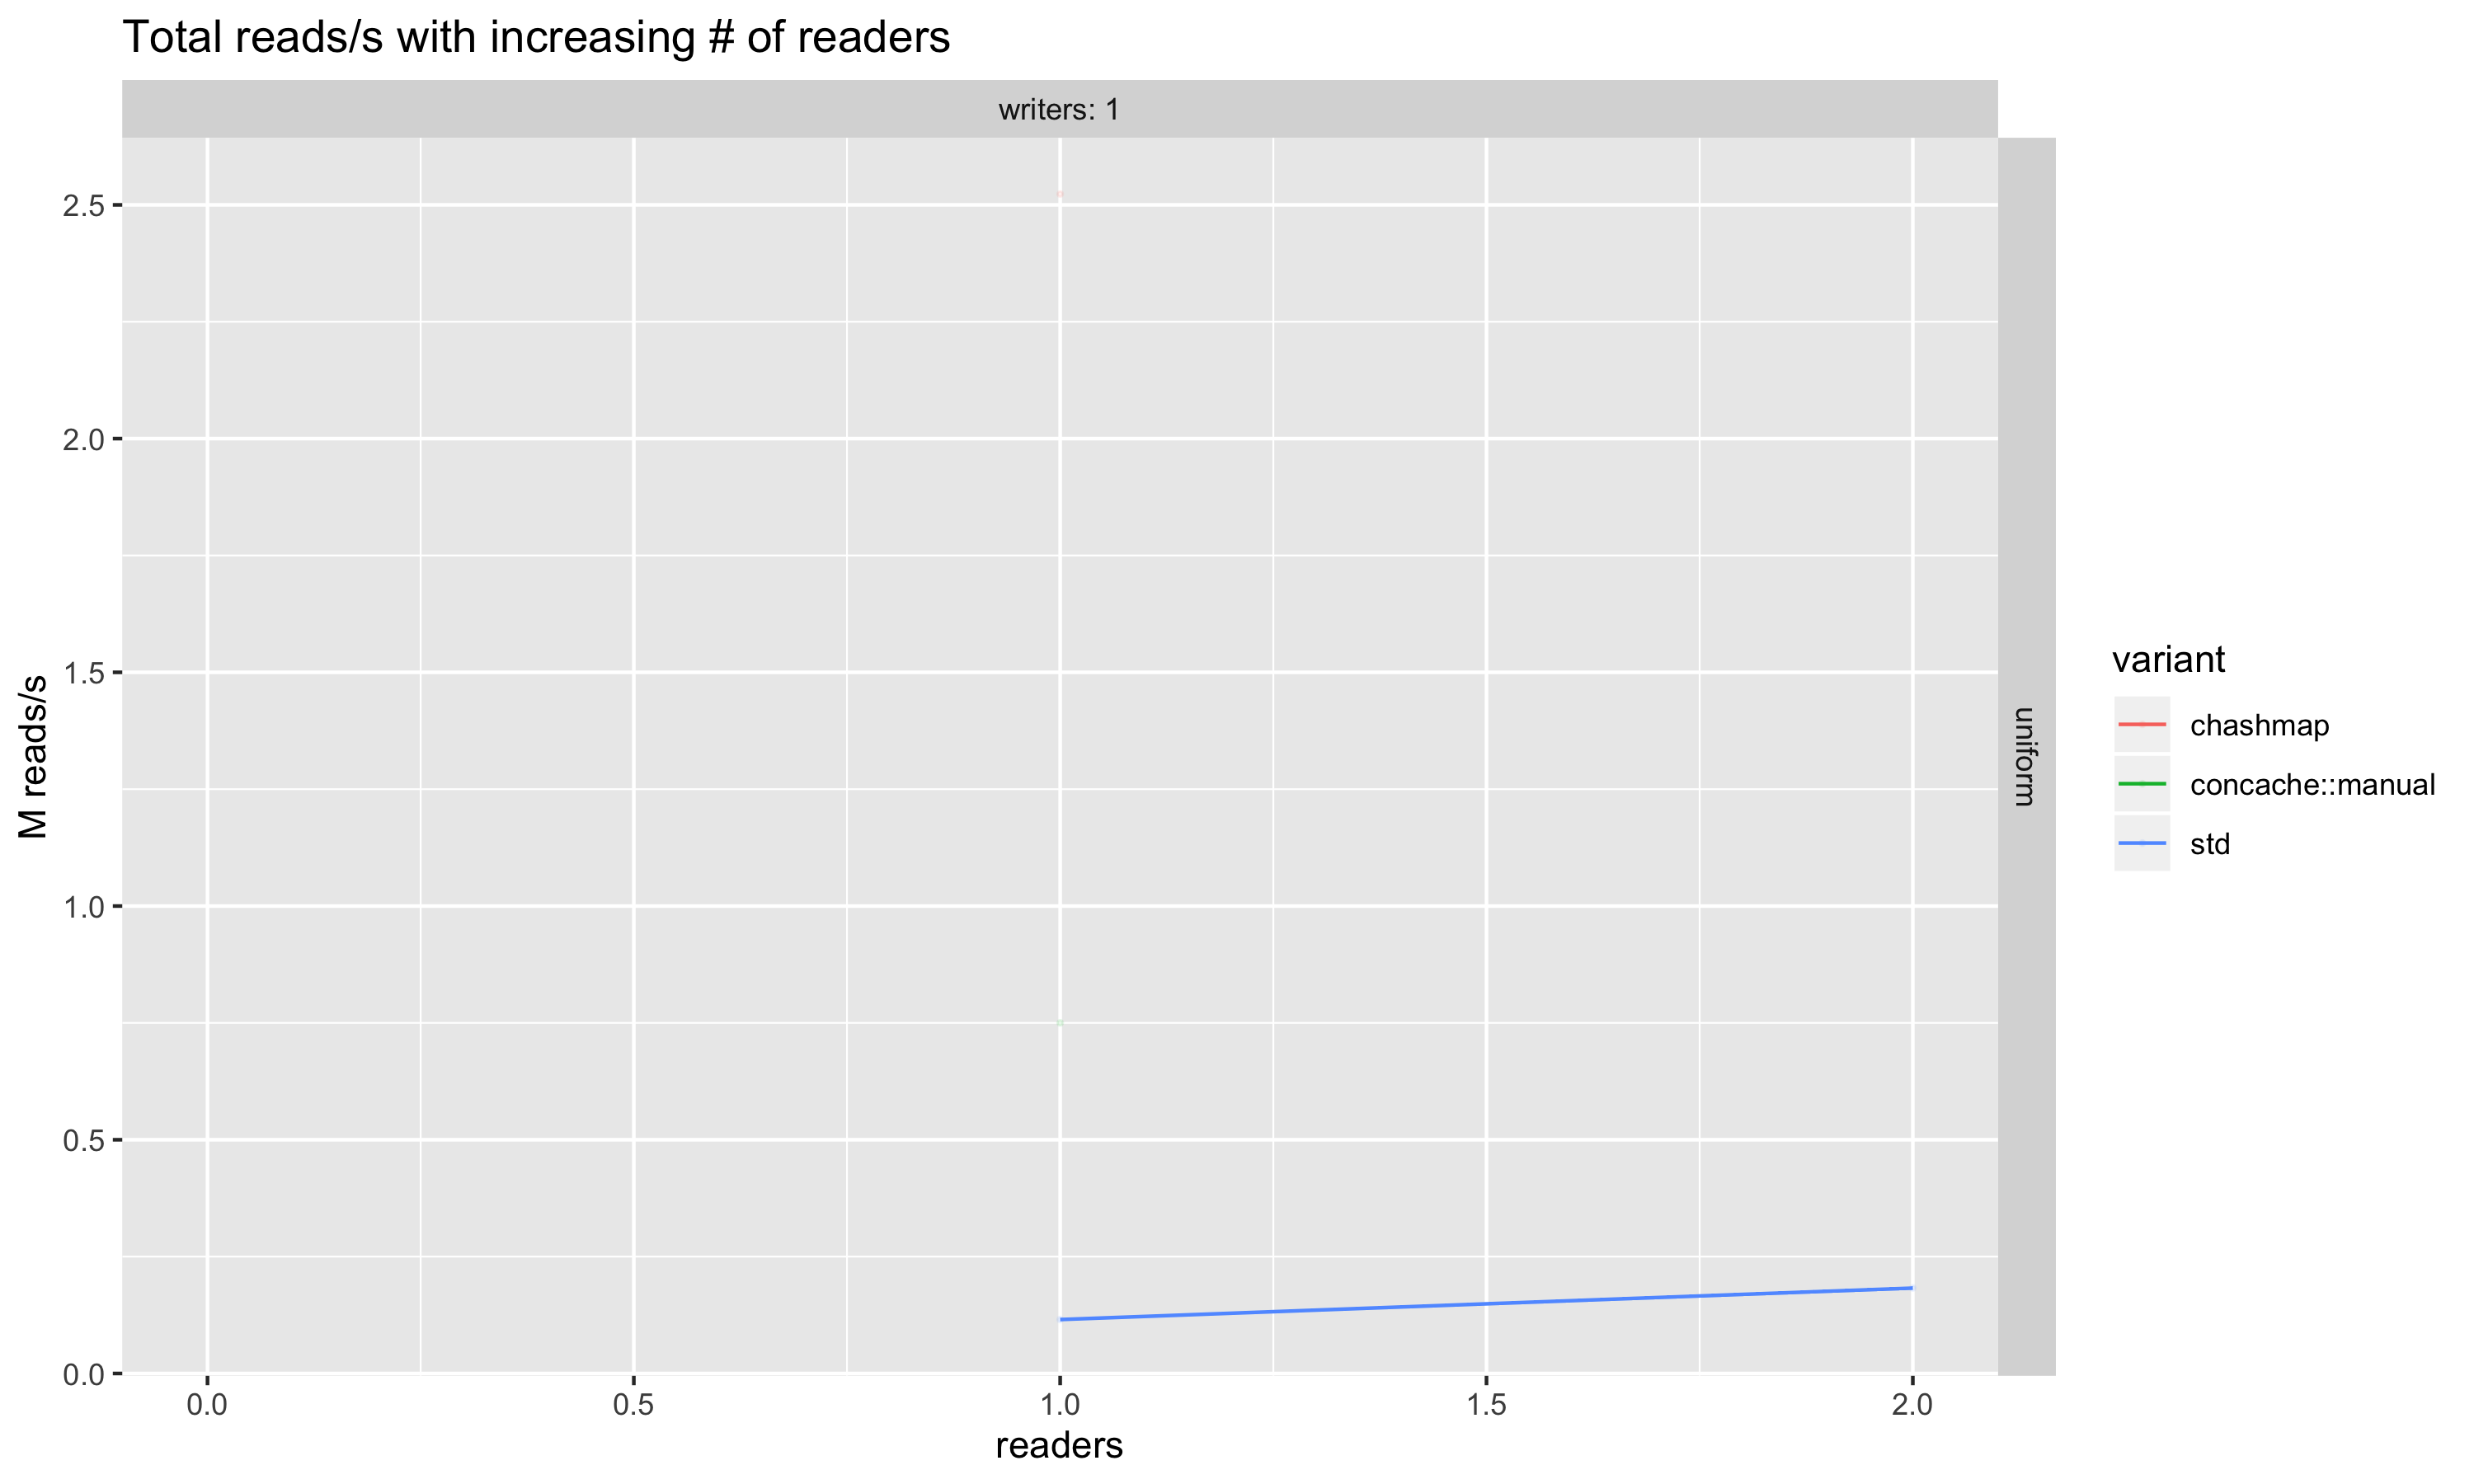 Total reads/s with increasing # of readers
writers: 1
2.5
2.0
1.5
1.0
0.5
0.0
M reads/s
0.0 0.5 1.0 1.5 2.0
readers
uniform
variant
chashmap
concache::manual
std